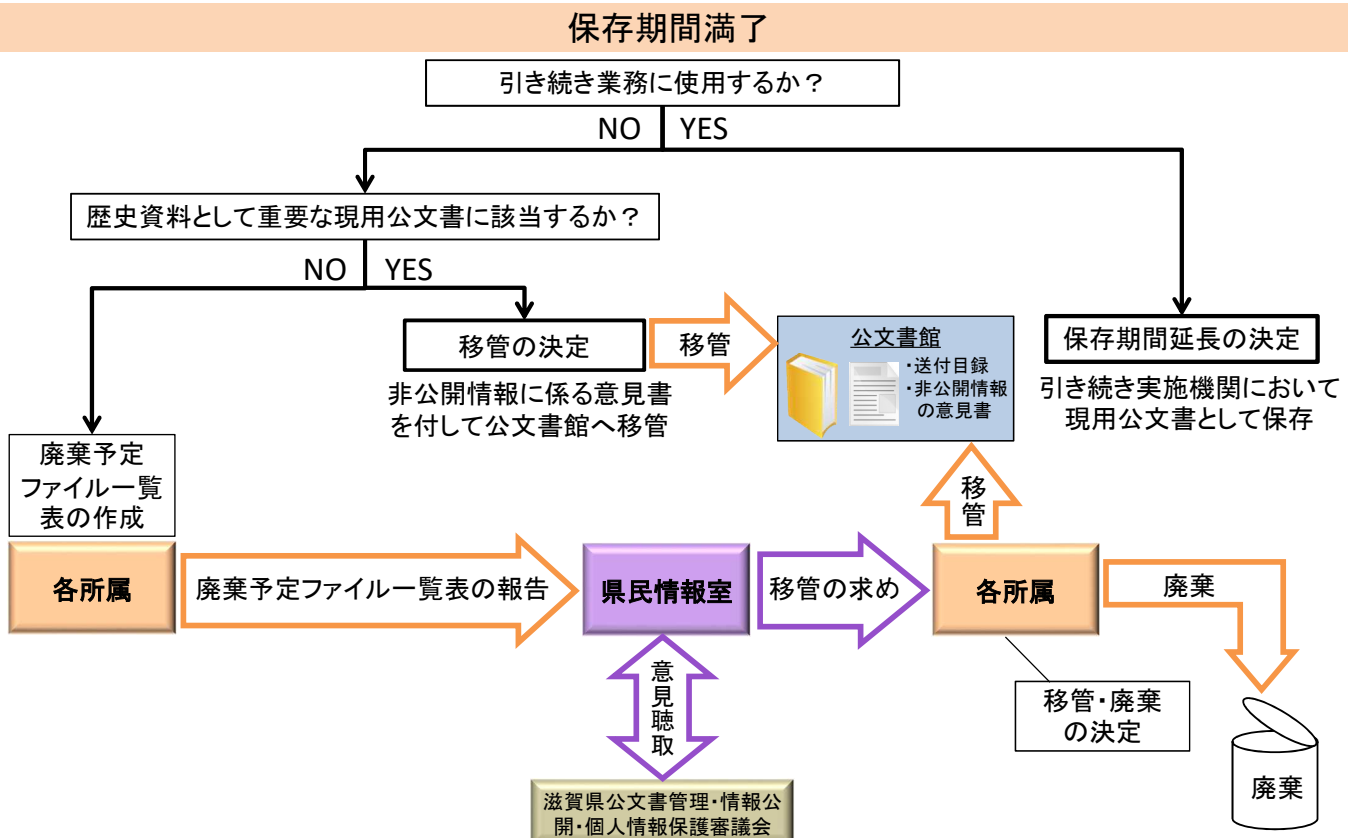 保存期間満了
引き続き業務に使用するか？
NO YES
歴史資料として重要な現用公文書に該当するか？
NO YES
移管の決定
移管
公文書館
・送付目録
・非公開情報
の意見書
保存期間延長の決定
非公開情報に係る意見書
を付して公文書館へ移管
引き続き実施機関において
現用公文書として保存
廃棄予定
ファイル一覧
表の作成
移管
各所属
廃棄予定ファイル一覧表の報告
県民情報室
移管の求め
各所属
廃棄
意見聴取
移管・廃棄
の決定
廃棄
滋賀県公文書管理・情報公
開・個人情報保護審議会